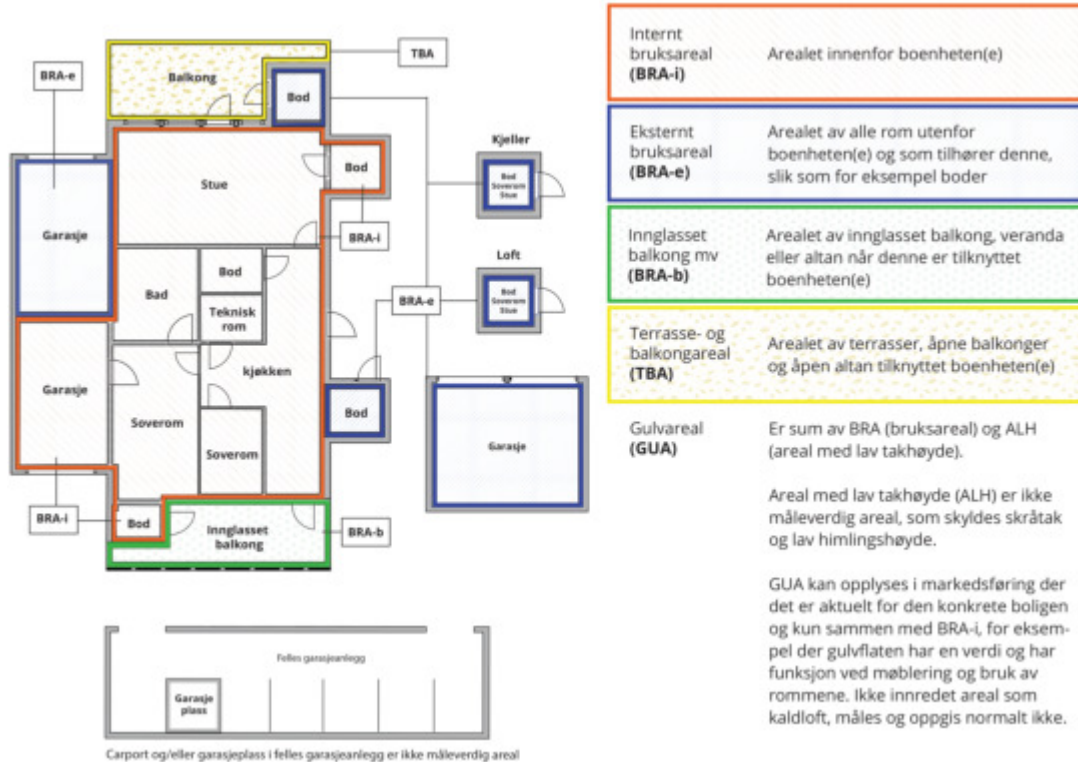 TBA
BRA-e
Balkong
Bod
Kjeller
Bod
Soverom
Stue
Stue
Bod
Garasje
BRA-i
Loft
Bod
Bad
Teknisk
rom
BRA-e
Bod
Soverom
Stue
Garasje
kjøkken
Soverom
Bod
Soverom
Garasje
BRA-i
Bod
Innglasset
balkong
BRA-b
Felles garasjeanlegg
Garasje
plass
Carport og/eller garasjeplass i felles garasjeanlegg er ikke måleverdig areal
Internt
bruksareal
(BRA-i)
Arealet innenfor boenheten(e)
Eksternt
bruksareal
(BRA-e)
Arealet av alle rom utenfor
boenheten(e) og som tilhører denne,
slik som for eksempel boder
Innglasset
balkong mv
(BRA-b)
Arealet av innglasset balkong, veranda
eller altan når denne er tilknyttet
boenheten(e)
Terrasse- og
balkongareal
(TBA)
Arealet av terrasser, åpne balkonger
og åpen altan tilknyttet boenheten(e)
Gulvareal
(GUA)
Er sum av BRA (bruksareal) og ALH
(areal med lav takhøyde).
Areal med lav takhøyde (ALH) er ikke
måleverdig areal, som skyldes skråtak
og lav himlingshøyde.
GUA kan opplyses i markedsføring der
det er aktuelt for den konkrete boligen
og kun sammen med BRA-i, for eksem-
pel der gulvflaten har en verdi og har
funksjon ved møblering og bruk av
rommene. Ikke innredet areal som
kaldloft, måles og oppgis normalt ikke.